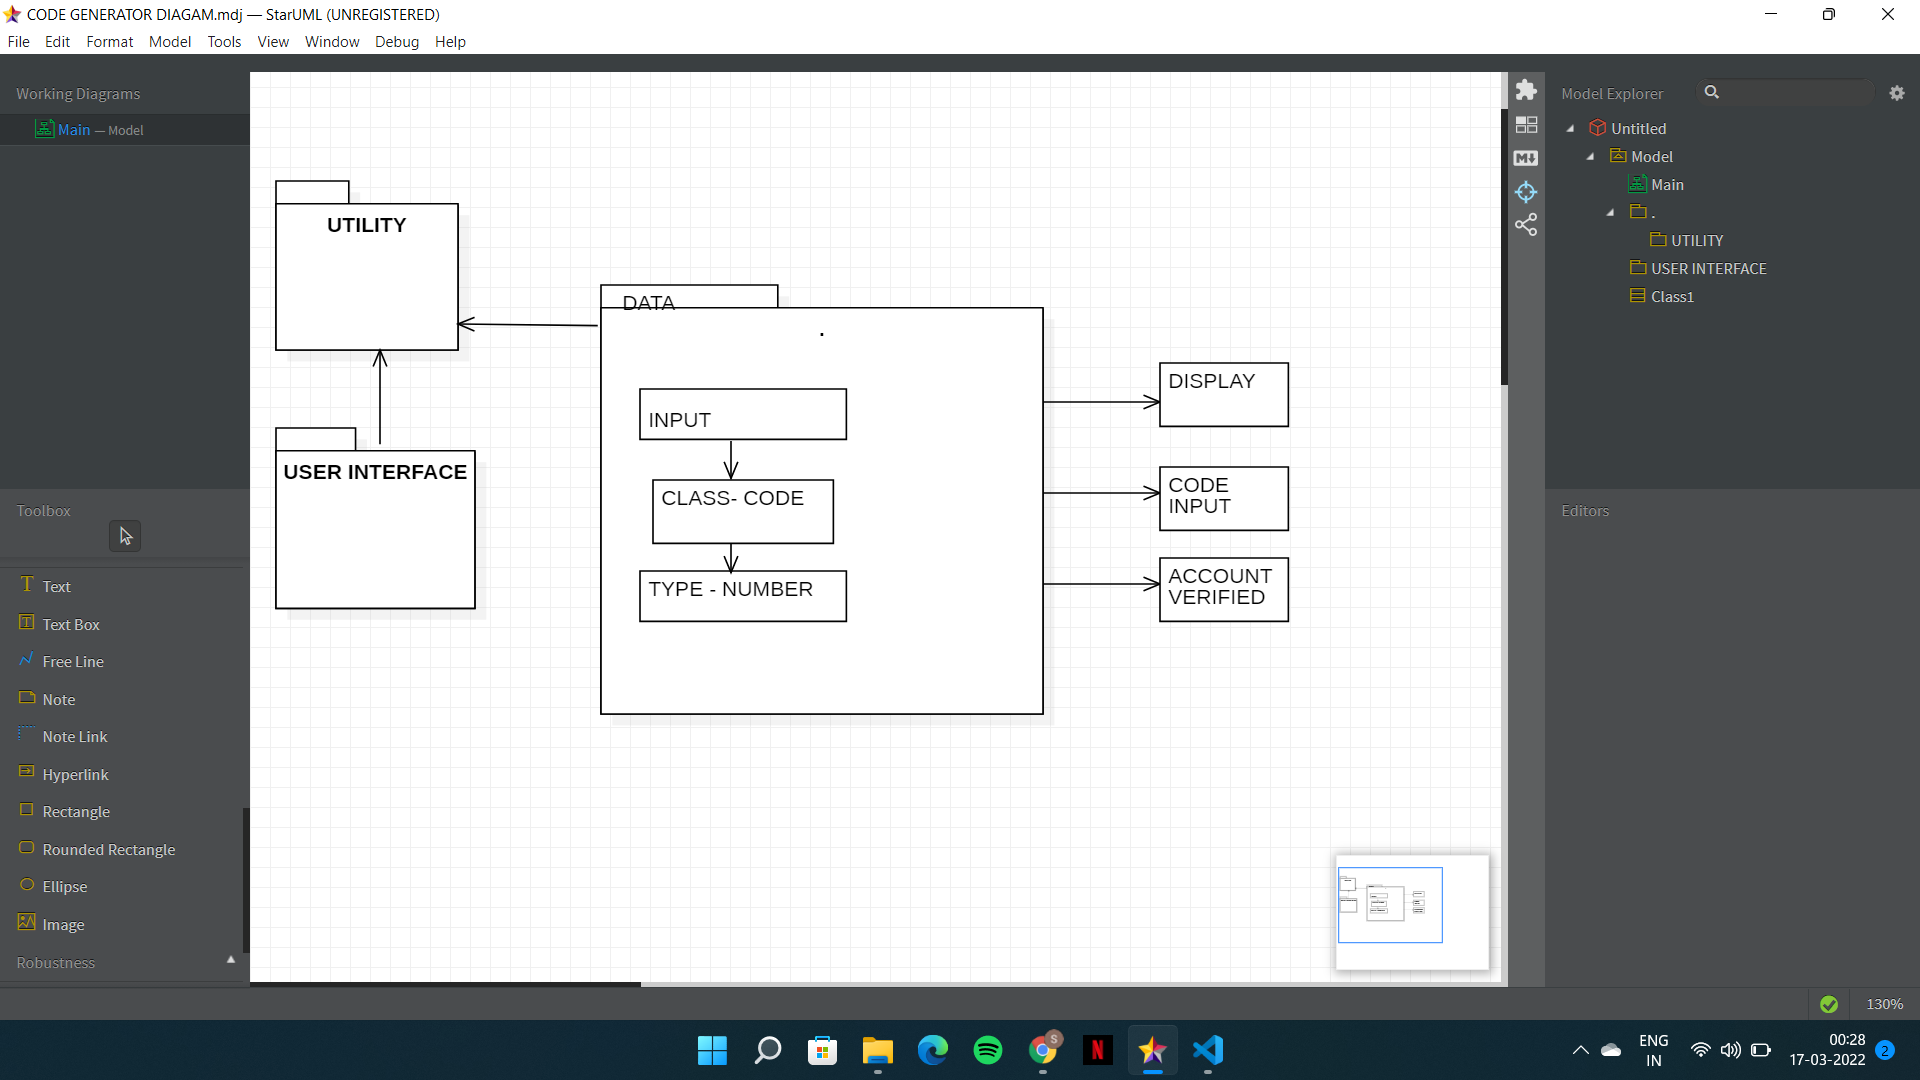 CODE GENERATOR DIAGAM.mdj — StarUML (UNREGISTERED)
File Edit Format Model Tools View Window Debug Help
Working Diagrams
Main — Model
Toolbox
Text
Text Box
Free Line
Note
Note Link
Hyperlink
Rectangle
Rounded Rectangle
Ellipse
Image
Robustness
UTILITY
USER INTERFACE
DATA
.
INPUT
CLASS- CODE
TYPE - NUMBER
DISPLAY
CODE
INPUT
ACCOUNT
VERIFIED
Model Explorer
Untitled
Model
Main
.
UTILITY
USER INTERFACE
Class1
Editors
130%
S
ENG
IN
00:28
17-03-2022
2